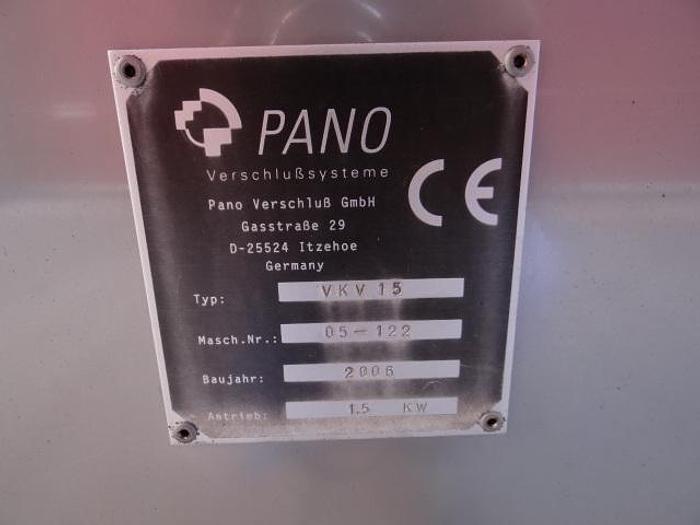 PANO
Verschlußsysteme
CE
Pano Verschluß GmbH
Gasstraße 29
D-25524 Itzehoe
Germany
Typ: VKV 15
Masch.Nr.: 05-122
Baujahr: 2006
Antrieb: 1.5 KW